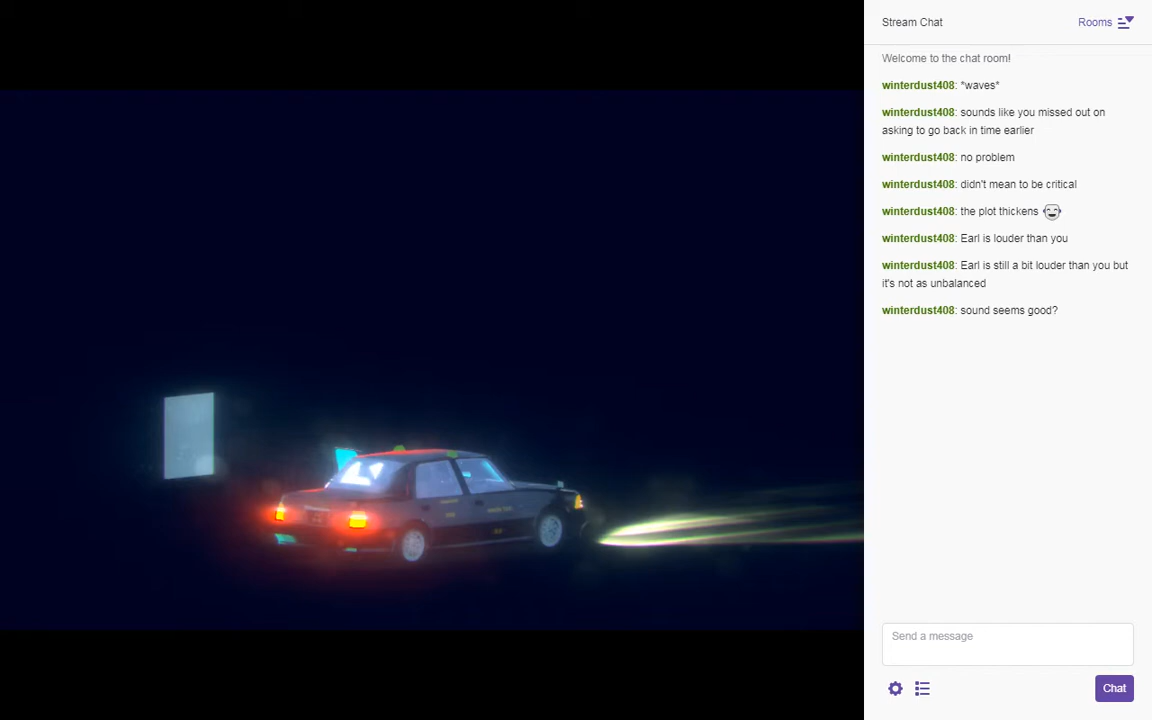 Stream Chat
Rooms
Welcome to the chat room!
winterdust408: *waves*
winterdust408: sounds like you missed out on
asking to go back in time earlier
winterdust408: no problem
winterdust408: didn't mean to be critical
winterdust408: the plot thickens
winterdust408: Earl is louder than you
winterdust408: Earl is still a bit louder than you but
it's not as unbalanced
winterdust408: sound seems good?
Send a message
Chat